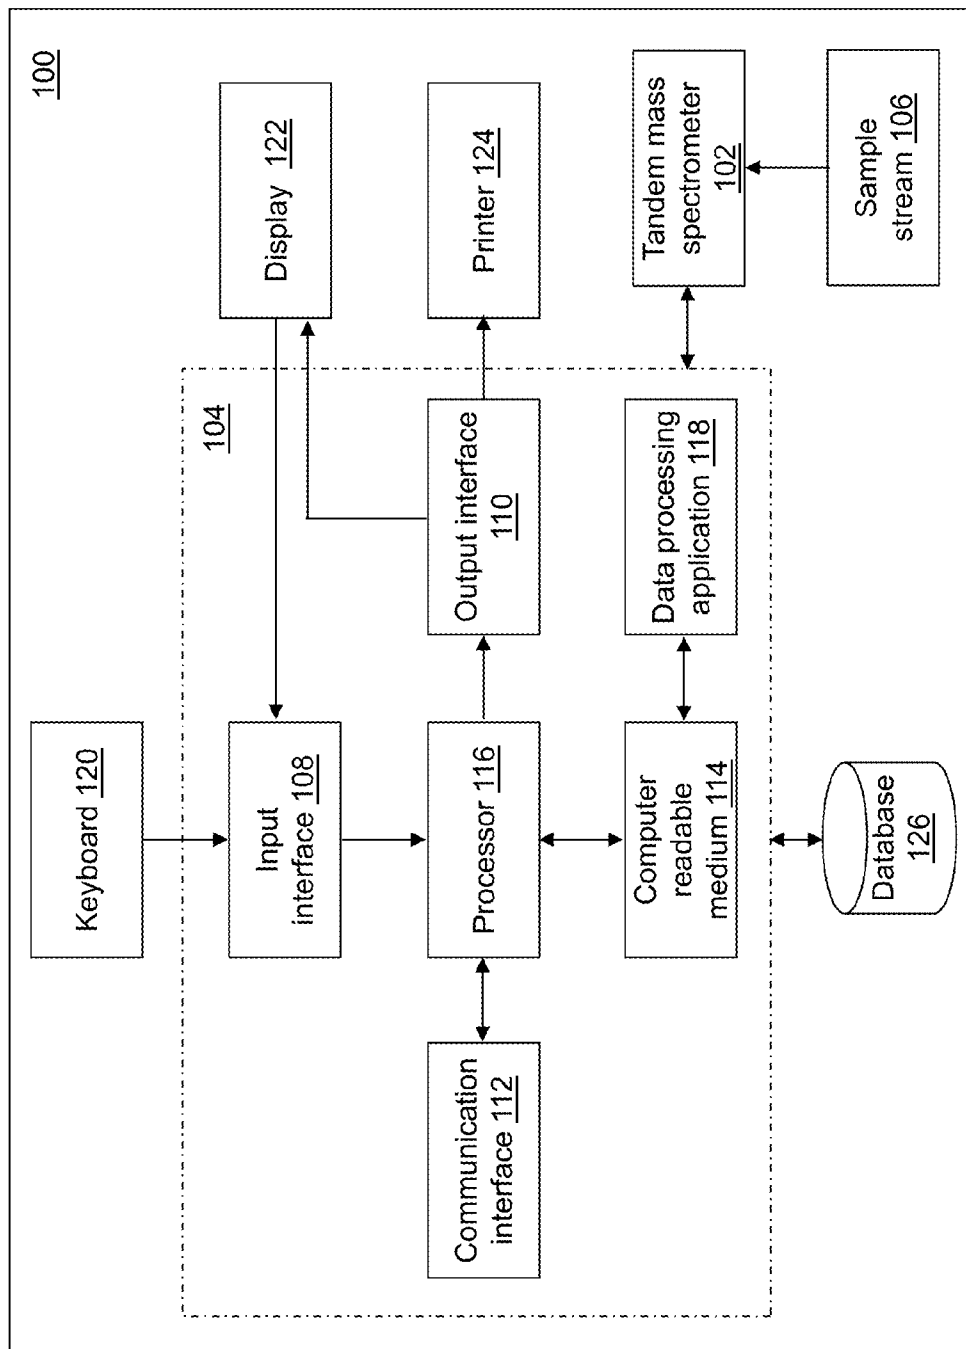 100
Keyboard 120
Display 122
104
Input
interface 108
Communication
interface 112
Processor 116
Output interface
110
Printer 124
Computer
readable
medium 114
Data processing
application 118
Tandem mass
spectrometer
102
Database
126
Sample
stream 106